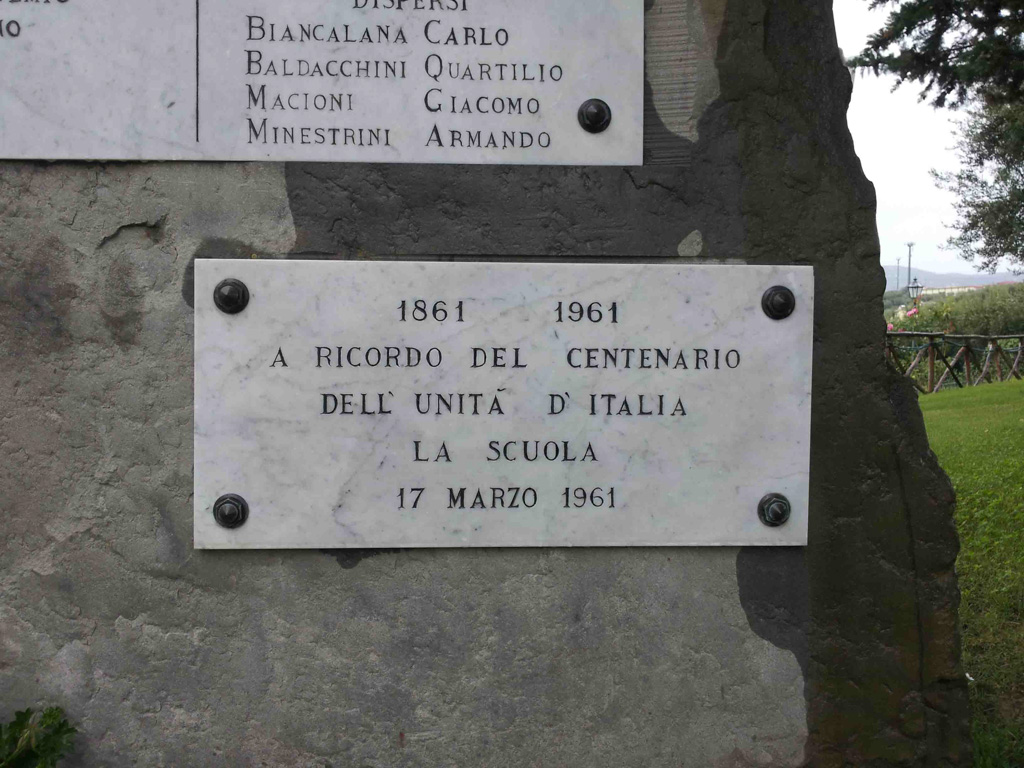 DISPERSI
BIANCALANA CARLO
BALDACCHINI QUARTILIO
MACIONI GIACOMO
MINESTRINI ARMANDO
1861 1961
A RICORDO DEL CENTENARIO
DELL' UNITÁ D' ITALIA
LA SCUOLA
17 MARZO 1961